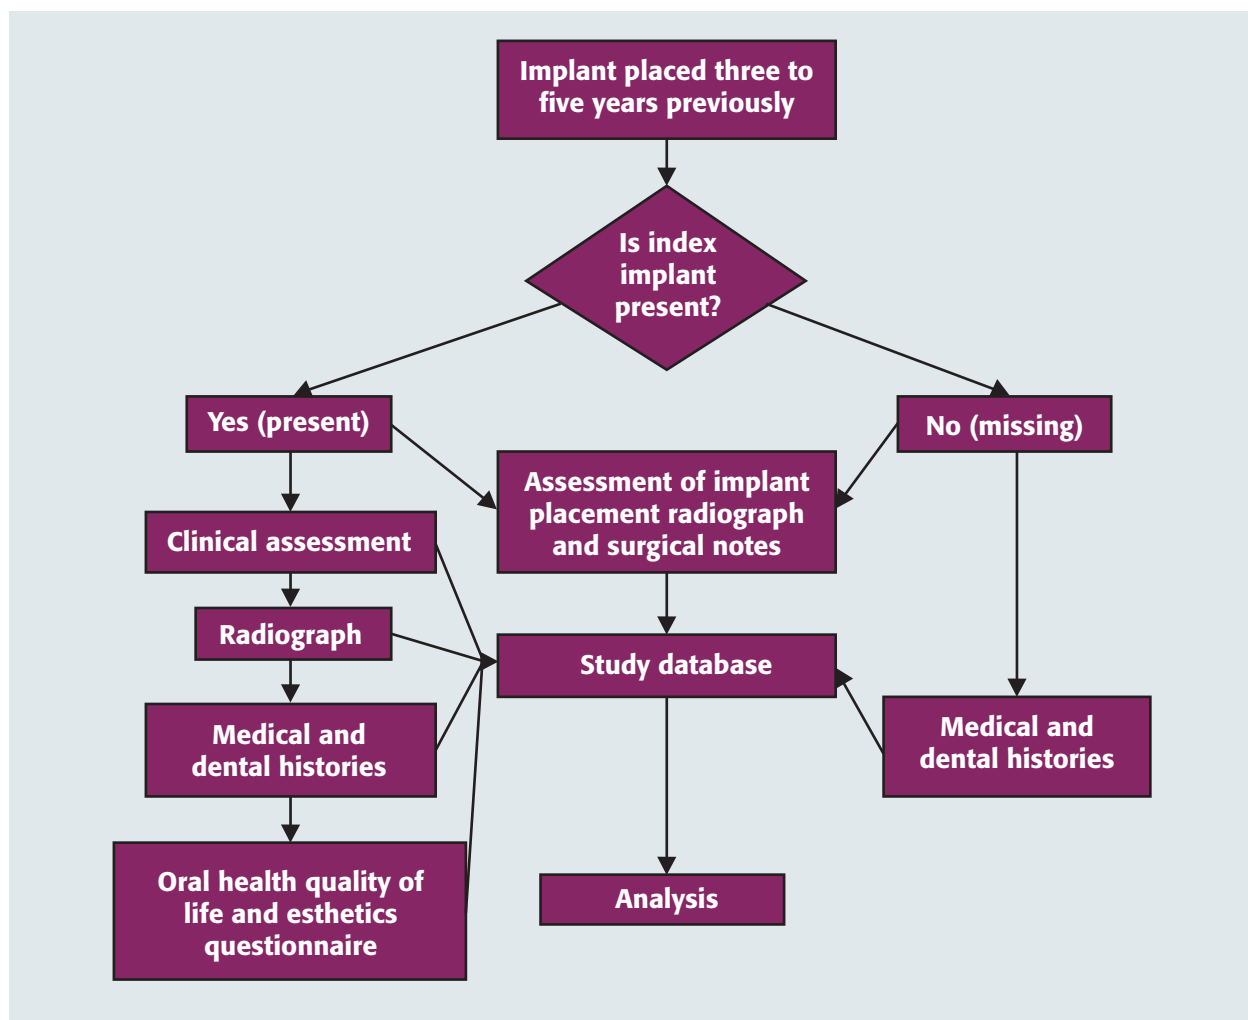 Implant placed three to
five years previously
Is index
implant
present?
Yes (present)
No (missing)
Assessment of implant
placement radiograph
and surgical notes
Clinical assessment
Radiograph
Study database
Medical and
dental histories
Medical and
dental histories
Oral health quality of
life and esthetics
questionnaire
Analysis